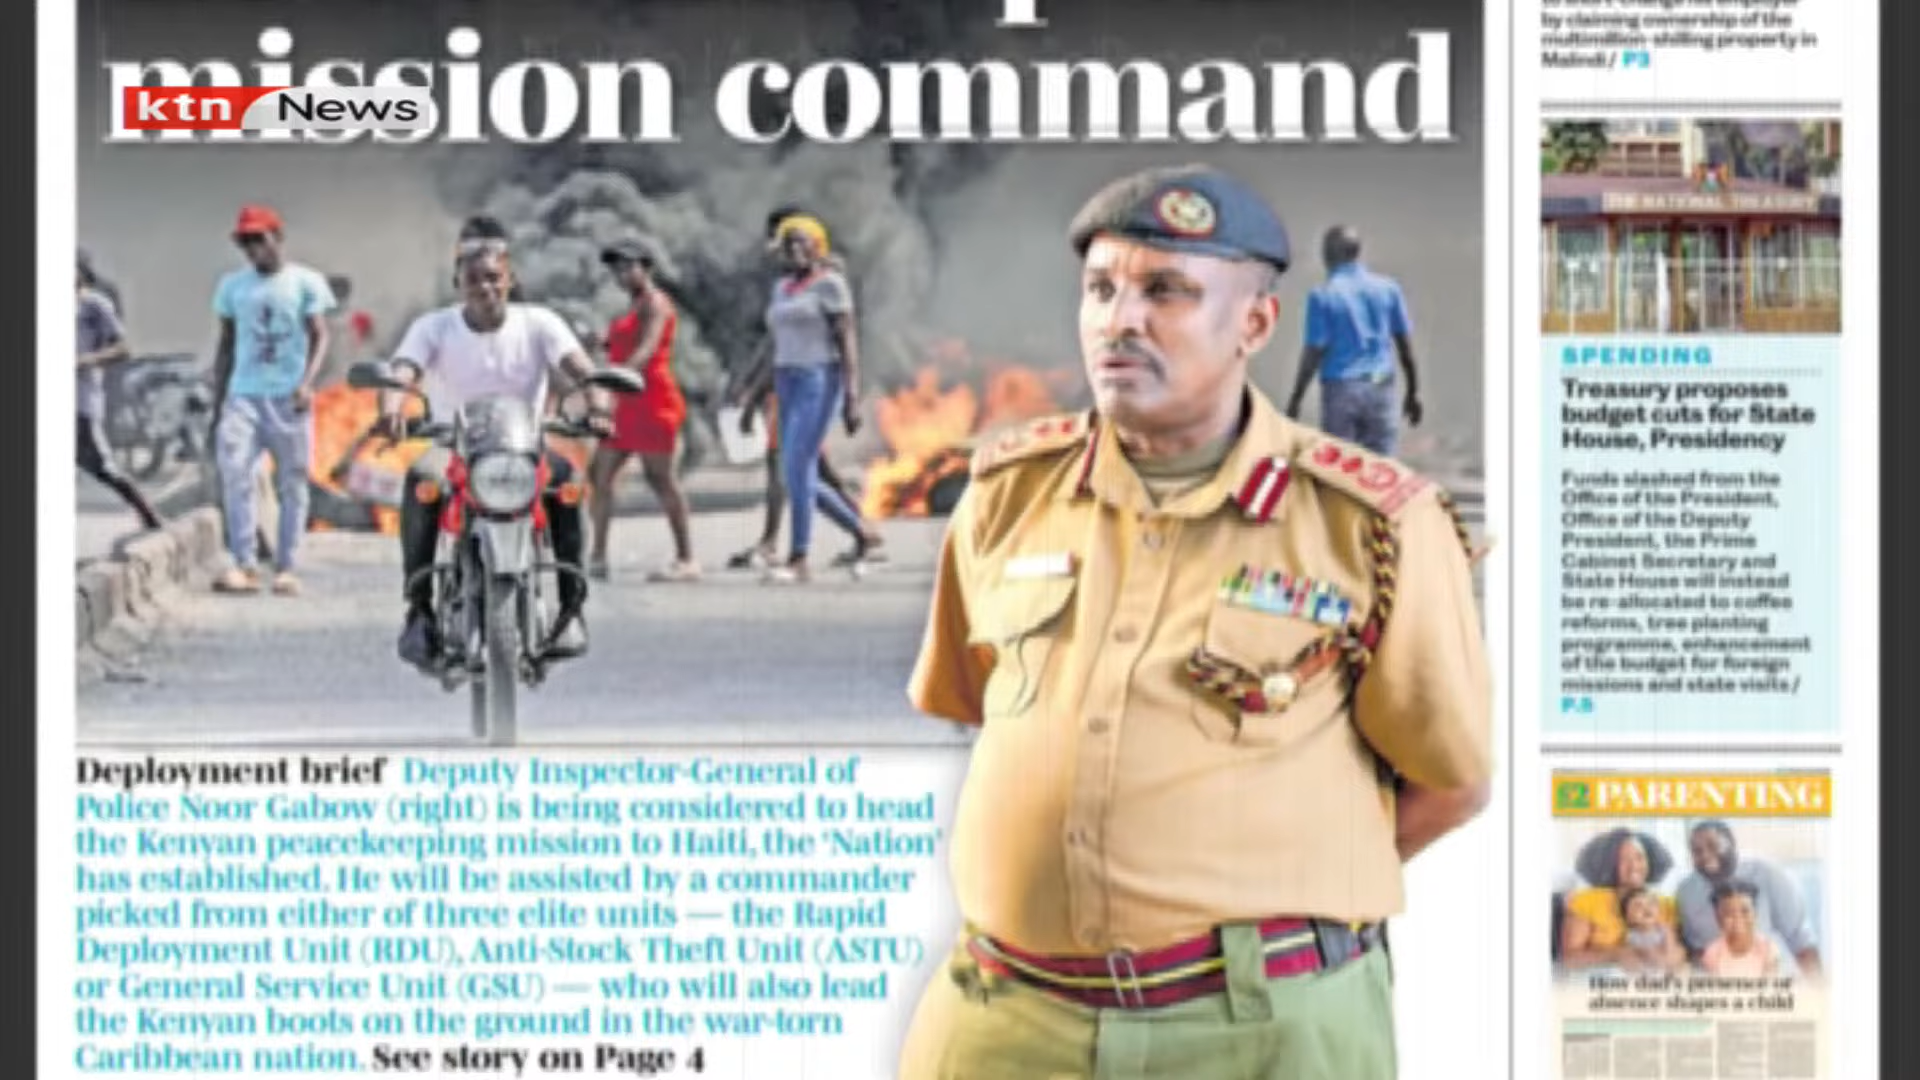 mission command
ktn News
Deployment brief Deputy Inspector-General of
Police Noor Gabow (right) is being considered to head
the Kenyan peacekeeping mission to Haiti, the 'Nation'
has established. He will be assisted by a commander
picked from either of three elite units — the Rapid
Deployment Unit (RDU), Anti-Stock Theft Unit (ASTU)
or General Service Unit (GSU) — who will also lead
the Kenyan boots on the ground in the war-torn
Caribbean nation. See story on Page 4
by claiming ownership of the
multimillion-shilling property in
Malindi / P3
THE NATIONAL TREASURY
SPENDING
Treasury proposes
budget cuts for State
House, Presidency
Funds slashed from the
Office of the President,
Office of the Deputy
President, the Prime
Cabinet Secretary and
State House will instead
be re-allocated to coffee
reforms, tree planting
programme, enhancement
of the budget for foreign
missions and state visits /
P.5
PARENTING
How dad's presence or
absence shapes a child